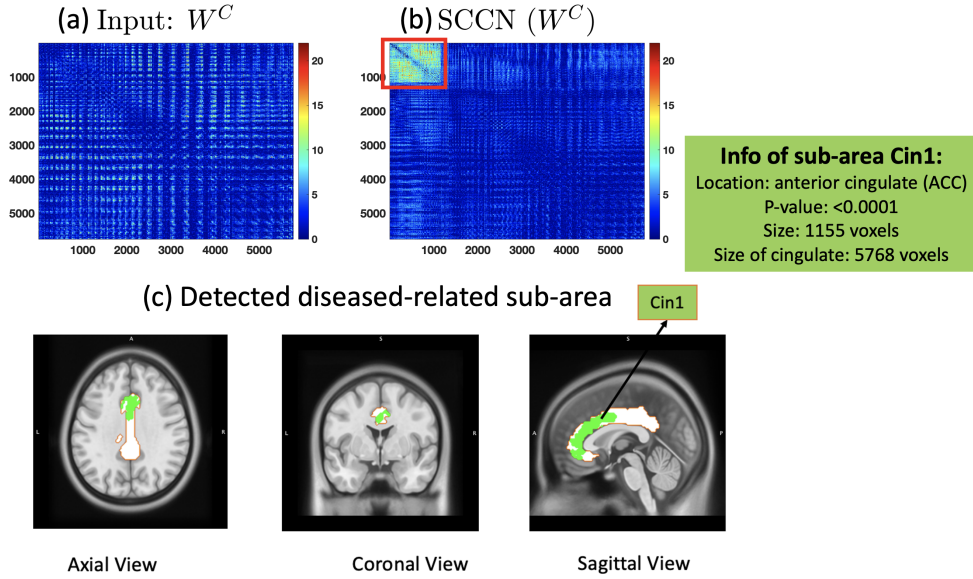 (a) Input: W^C
(b) SCCN (W^C)
1000
2000
3000
4000
5000
1000 2000 3000 4000 5000
20
15
10
5
0
1000
2000
3000
4000
5000
1000 2000 3000 4000 5000
20
15
10
5
0
Info of sub-area Cin1:
Location: anterior cingulate (ACC)
P-value: <0.0001
Size: 1155 voxels
Size of cingulate: 5768 voxels
(c) Detected diseased-related sub-area
Cin1
A
L R
S
L R
S
A P
Axial View
Coronal View
Sagittal View